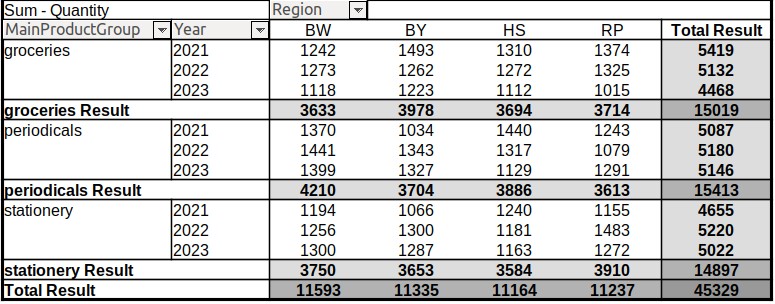 Sum - Quantity Region
MainProductGroup Year BW BY HS RP Total Result
groceries 2021 1242 1493 1310 1374 5419
2022 1273 1262 1272 1325 5132
2023 1118 1223 1112 1015 4468
groceries Result 3633 3978 3694 3714 15019
periodicals 2021 1370 1034 1440 1243 5087
2022 1441 1343 1317 1079 5180
2023 1399 1327 1129 1291 5146
periodicals Result 4210 3704 3886 3613 15413
stationery 2021 1194 1066 1240 1155 4655
2022 1256 1300 1181 1483 5220
2023 1300 1287 1163 1272 5022
stationery Result 3750 3653 3584 3910 14897
Total Result 11593 11335 11164 11237 45329